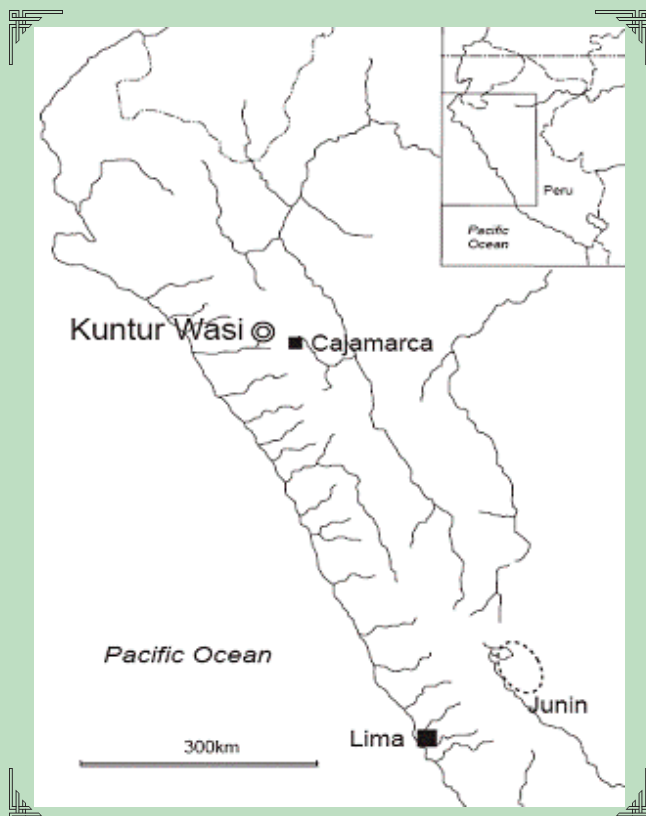 Peru
Pacific
Ocean
Kuntur Wasi
Cajamarca
Pacific Ocean
Junin
Lima
300km